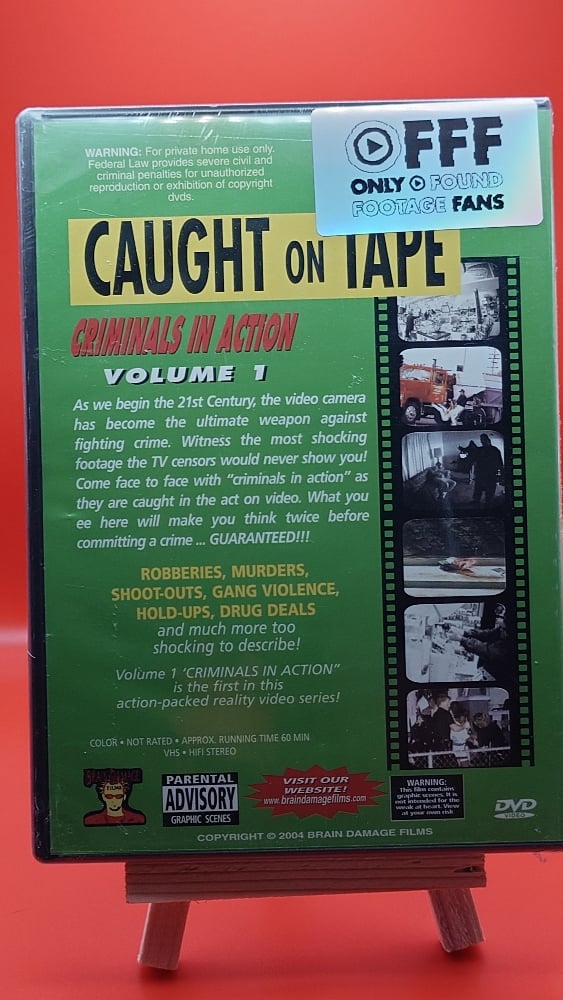 WARNING: For private home use only.
Federal Law provides severe civil and
criminal penalties for unauthorized
reproduction or exhibition of copyright
dvds.
OFFF
ONLY FOUND
FOOTAGE FANS
CAUGHT ON TAPE
CRIMINALS IN ACTION
VOLUME 1
As we begin the 21st Century, the video camera
has become the ultimate weapon against
fighting crime. Witness the most shocking
footage the TV censors would never show you!
Come face to face with “criminals in action” as
they are caught in the act on video. What you
ee here will make you think twice before
committing a crime ... GUARANTEED!!!
ROBBERIES, MURDERS,
SHOOT-OUTS, GANG VIOLENCE,
HOLD-UPS, DRUG DEALS
and much more too
shocking to describe!
Volume 1 'CRIMINALS IN ACTION"
is the first in this
action-packed reality video series!
COLOR • NOT RATED • APPROX. RUNNING TIME 60 MIN
VHS • HIFI STEREO
BRAIN DAMAGE
FILMS
PARENTAL
ADVISORY
GRAPHIC SCENES
VISIT OUR
WEBSITE!
www.braindamagefilms.com
WARNING:
This film contains
graphic scenes. It is
not intended for the
weak at heart. View
at your own risk
DVD
VIDEO
COPYRIGHT © 2004 BRAIN DAMAGE FILMS